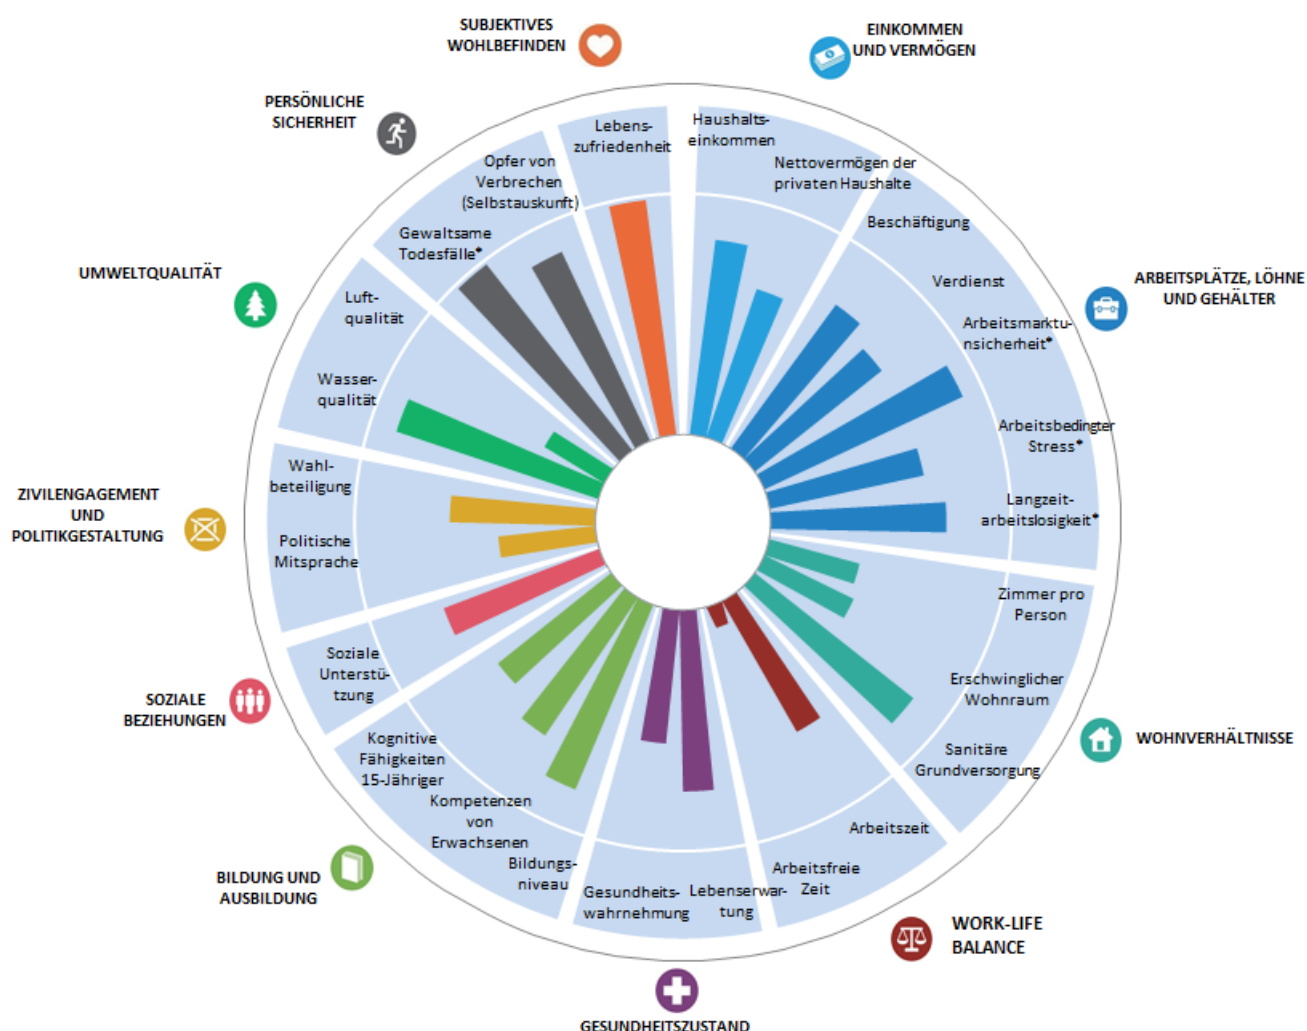 SUBJEKTIVES
WOHLBEFINDEN
EINKOMMEN
UND VERMÖGEN
PERSÖNLICHE
SICHERHEIT
Lebens-
zufriedenheit
Haushalts-
einkommen
Nettovermögen der
privaten Haushalte
Opfer von
Verbrechen
(Selbstauskunft)
Gewaltsame
Todesfälle*
Beschäftigung
Verdienst
Arbeitsmarktu-
nsicherheit*
ARBEITSPLÄTZE, LÖHNE
UND GEHÄLTER
UMWELTQUALITÄT
Luft-
qualität
Wasser-
qualität
Arbeitsbedingter
Stress*
Langzeit-
arbeitslosigkeit*
ZIVILENGAGEMENT
UND
POLITIKGESTALTUNG
Wahl-
beteiligung
Politische
Mitsprache
Zimmer pro
Person
Erschwinglicher
Wohnraum
Sanitäre
Grundversorgung
WOHNVERHÄLTNISSE
SOZIALE
BEZIEHUNGEN
Soziale
Unterstü-
tzung
Kognitive
Fähigkeiten
15-Jähriger
Kompetenzen
von
Erwachsenen
Bildungs-
niveau
BILDUNG UND
AUSBILDUNG
Gesundheits-
wahrnehmung
Lebenserwar-
tung
Arbeitsfreie
Zeit
Arbeitszeit
WORK-LIFE
BALANCE
GESUNDHEITSZUSTAND